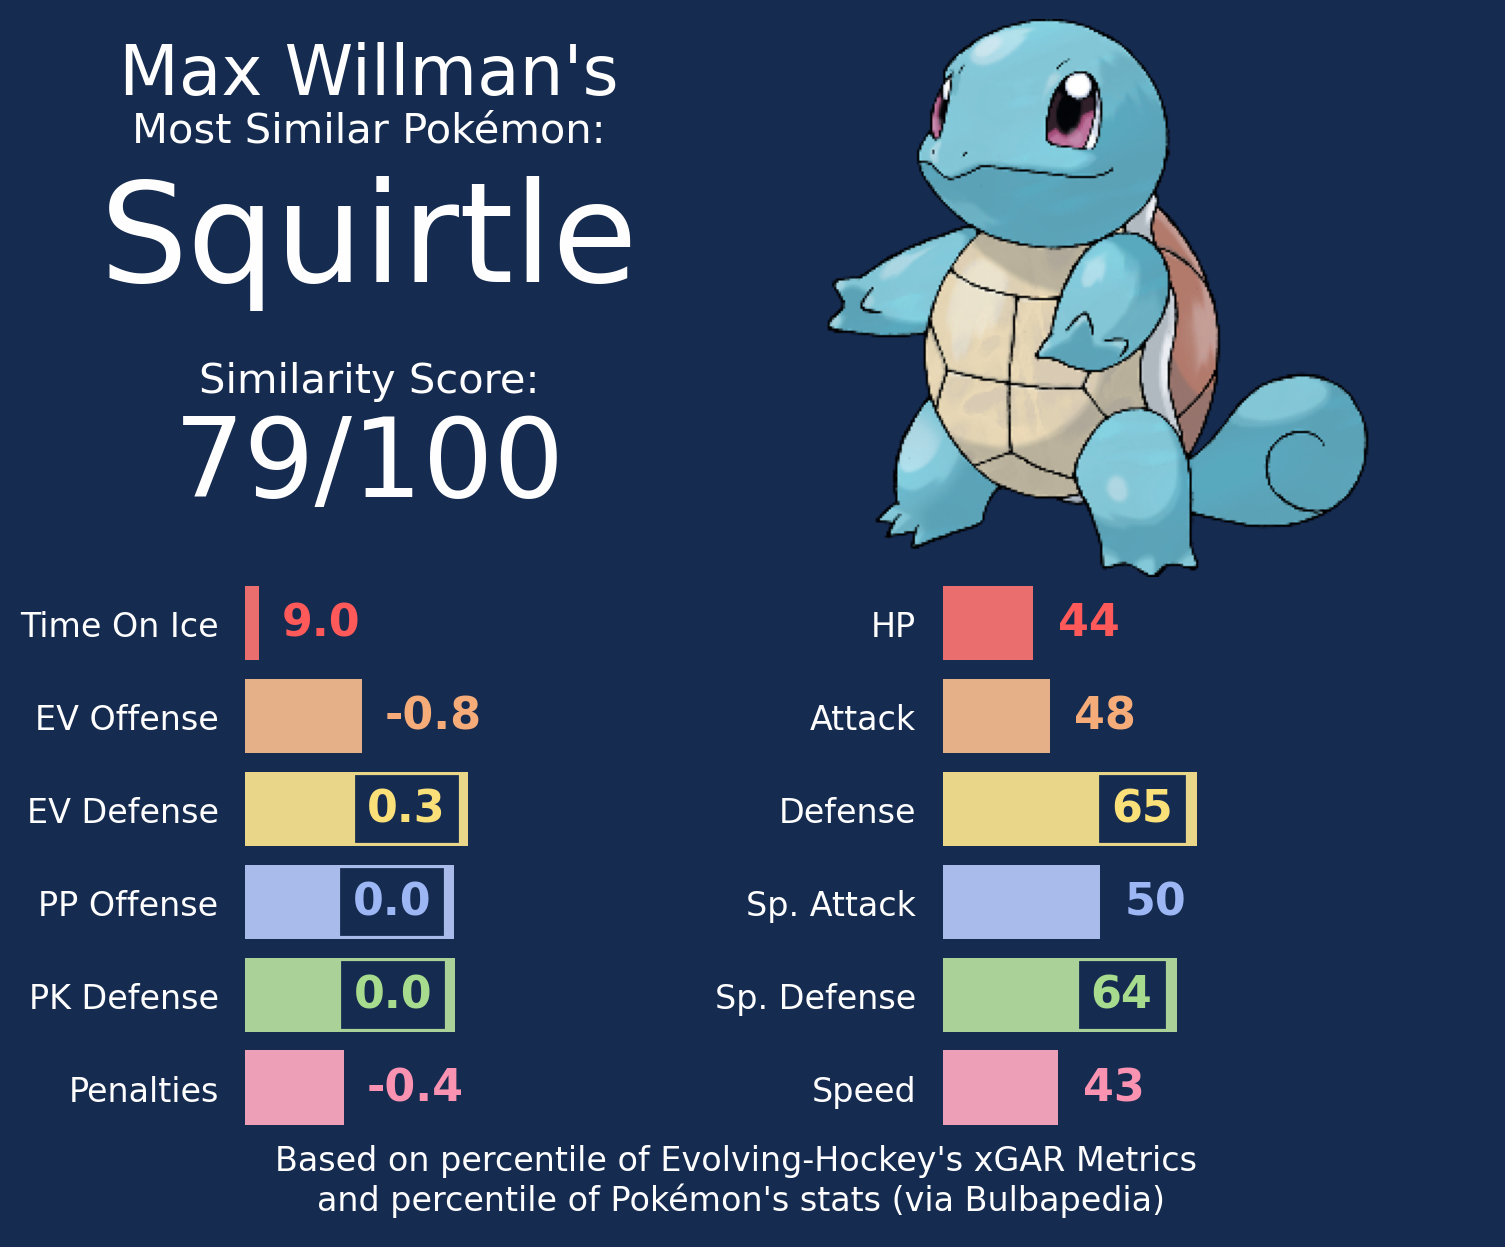 Max Willman's
Most Similar Pokémon:
Squirtle
Similarity Score:
79/100
Time On Ice 9.0
EV Offense -0.8
EV Defense 0.3
PP Offense 0.0
PK Defense 0.0
Penalties -0.4
HP 44
Attack 48
Defense 65
Sp. Attack 50
Sp. Defense 64
Speed 43
Based on percentile of Evolving-Hockey's xGAR Metrics
and percentile of Pokémon's stats (via Bulbapedia)